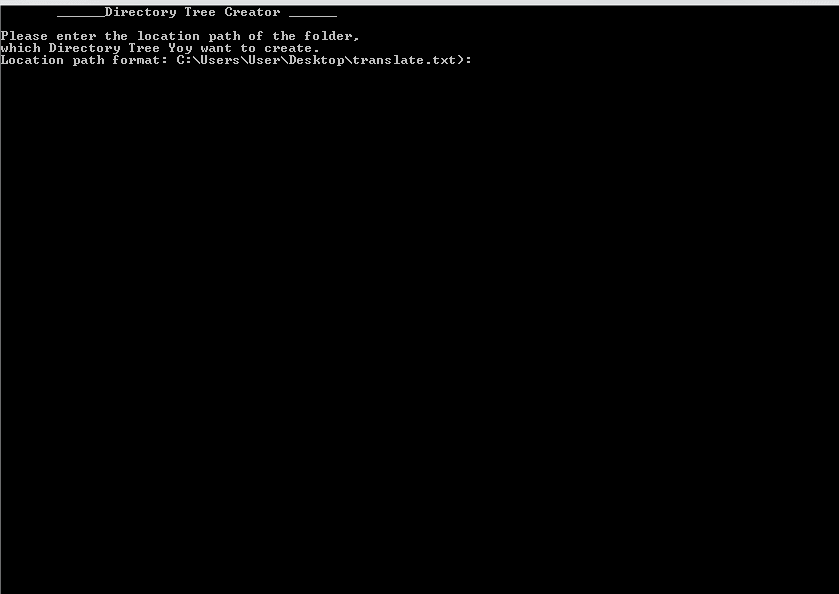 ______Directory Tree Creator ______
Please enter the location path of the folder,
which Directory Tree Yoy want to create.
Location path format: C:\Users\User\Desktop\translate.txt):